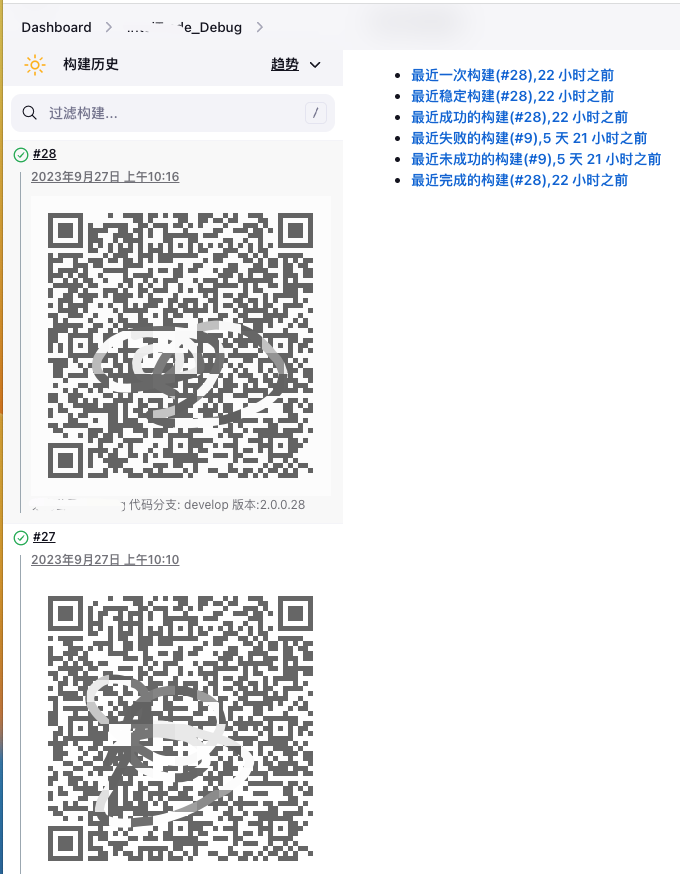 Dashboard
de_Debug
构建历史
趋势
过滤构建...
/
#28
2023年9月27日 上午10:16
代码分支: develop 版本:2.0.0.28
#27
2023年9月27日 上午10:10
最近一次构建(#28),22 小时之前
最近稳定构建(#28),22 小时之前
最近成功的构建(#28),22 小时之前
最近失败的构建(#9),5 天 21 小时之前
最近未成功的构建(#9),5 天 21 小时之前
最近完成的构建(#28),22 小时之前